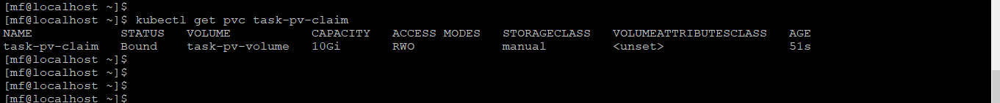 [mf@localhost ~]$
[mf@localhost ~]$ kubectl get pvc task-pv-claim
NAME            STATUS   VOLUME           CAPACITY   ACCESS MODES   STORAGECLASS   VOLUMEATTRIBUTESCLASS   AGE
task-pv-claim   Bound    task-pv-volume   10Gi       RWO            manual         <unset>                 51s
[mf@localhost ~]$
[mf@localhost ~]$
[mf@localhost ~]$
[mf@localhost ~]$